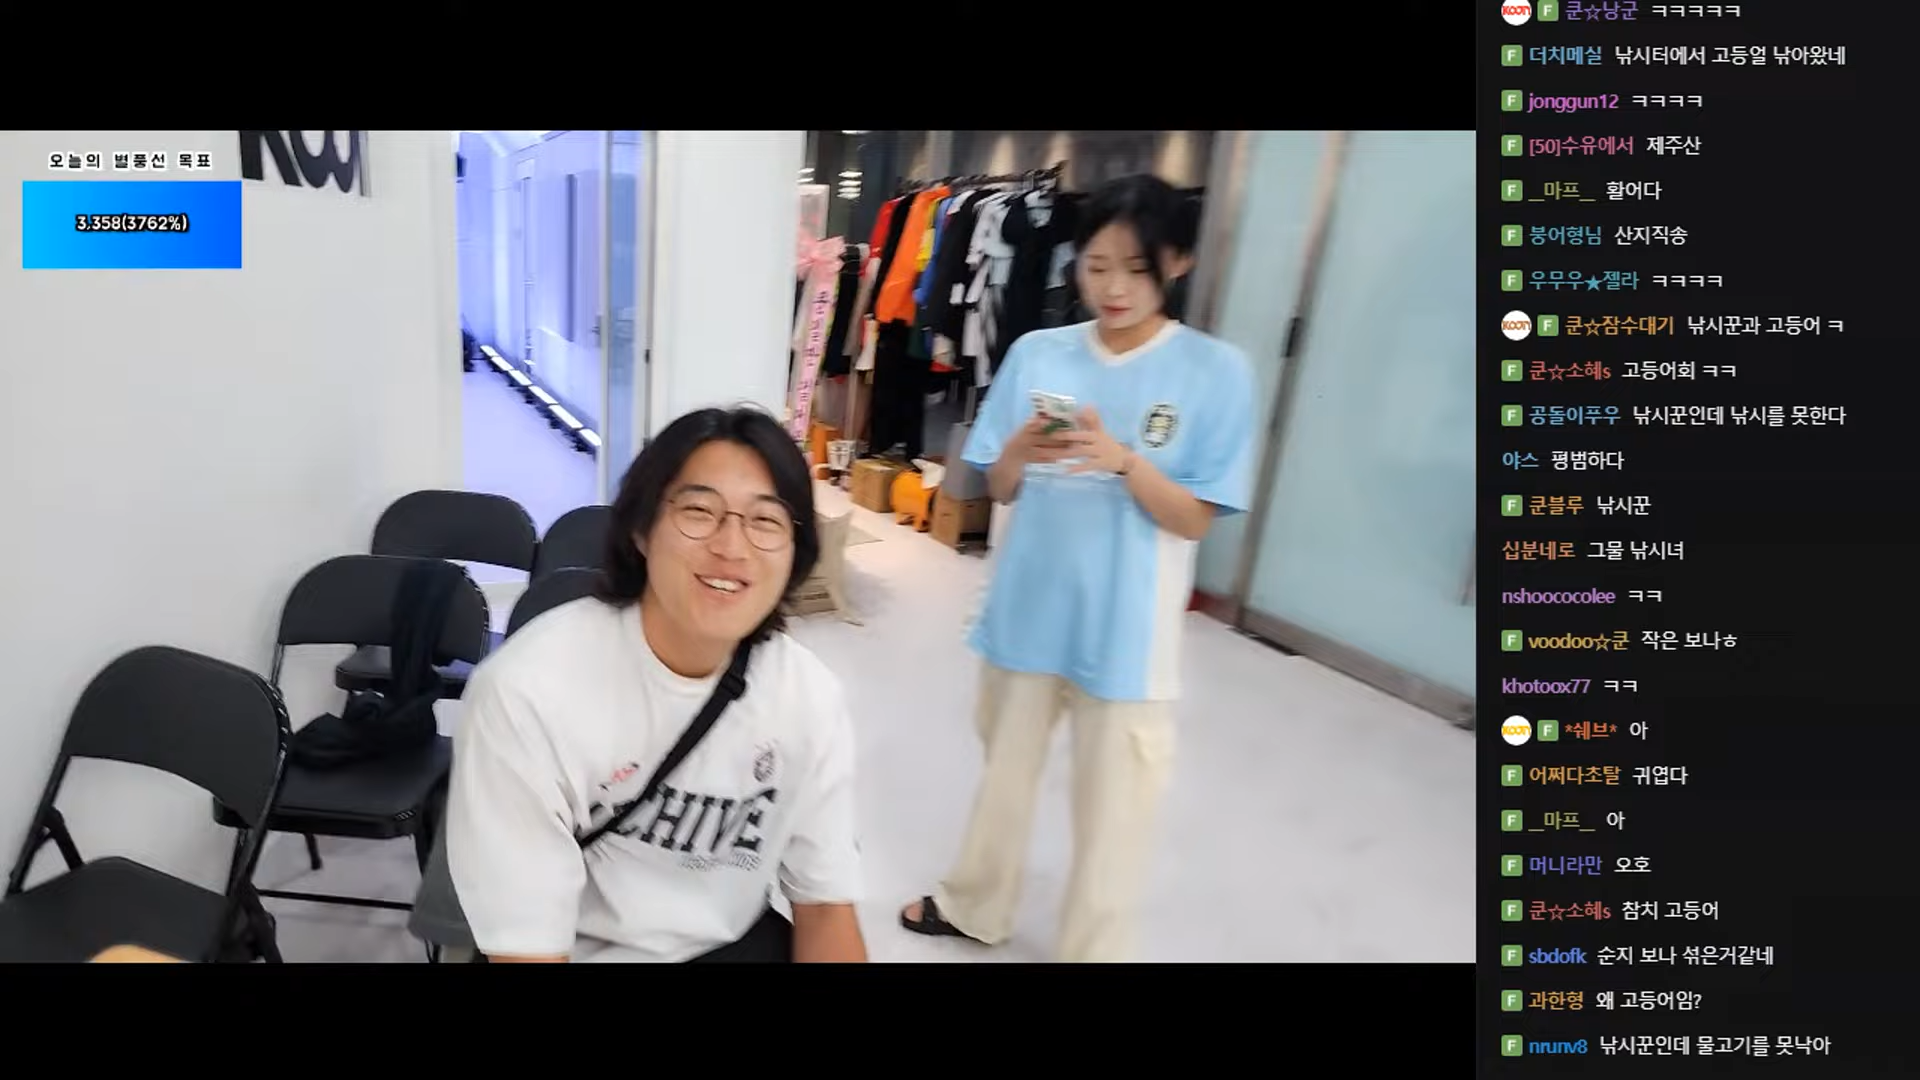 오늘의 별풍선 목표
3,358(3762%)
쿤☆낭군 ㅋㅋㅋㅋㅋ
더치메실 낚시터에서 고등얼 낚아왔네
jonggun12 ㅋㅋㅋㅋ
[50]수유에서 제주산
__마프__ 활어다
붕어형님 산지직송
우무우★젤라 ㅋㅋㅋㅋ
KOON 쿤☆잠수대기 낚시꾼과 고등어 ㅋ
쿤☆소혜s 고등어회 ㅋㅋ
공돌이푸우 낚시꾼인데 낚시를 못한다
야스 평범하다
쿤블루 낚시꾼
십분네로 그물 낚시녀
nshoococolee ㅋㅋ
voodoo☆쿤 작은 보나ㅎ
khotoox77 ㅋㅋ
KOON *쉐브* 아
어쩌다초탈 귀엽다
__마프__ 아
머니라만 오호
쿤☆소혜s 참치 고등어
sbdofk 순지 보나 섞은거같네
과한형 왜 고등어임?
nrunv8 낚시꾼인데 물고기를 못낙아